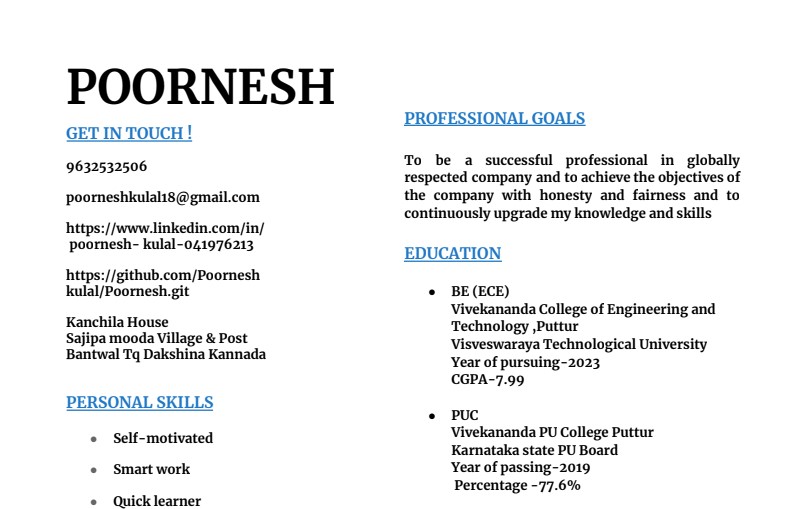 POORNESH
GET IN TOUCH !
9632532506
poorneshkulal18@gmail.com
https://www.linkedin.com/in/
poornesh- kulal-041976213
https://github.com/Poornesh
kulal/Poornesh.git
Kanchila House
Sajipa mooda Village & Post
Bantwal Tq Dakshina Kannada
PERSONAL SKILLS
● Self-motivated
● Smart work
● Quick learner
PROFESSIONAL GOALS
To be a successful professional in globally
respected company and to achieve the objectives of
the company with honesty and fairness and to
continuously upgrade my knowledge and skills
EDUCATION
● BE (ECE)
Vivekananda College of Engineering and
Technology ,Puttur
Visveswaraya Technological University
Year of pursuing-2023
CGPA-7.99
● PUC
Vivekananda PU College Puttur
Karnataka state PU Board
Year of passing-2019
Percentage -77.6%